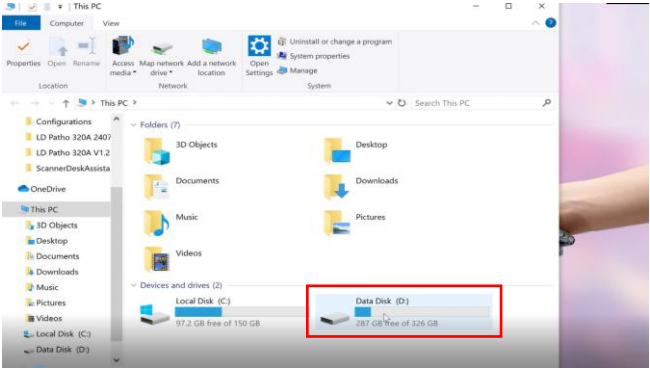 This PC
File Computer View
Properties Open Rename Access media Map network drive Add a network location Open Settings Uninstall or change a program
System properties
Manage
Location Network System
This PC Search This PC
Configurations
LD Patho 320A 2407
LD Patho 320A V1.2
ScannerDeskAssista
OneDrive
This PC
3D Objects
Desktop
Documents
Downloads
Music
Pictures
Videos
Local Disk (C:)
Data Disk (D:)
Folders (7)
3D Objects
Desktop
Documents
Downloads
Music
Pictures
Videos
Devices and drives (2)
Local Disk (C:)
97.2 GB free of 150 GB
Data Disk (D:)
287 GB free of 326 GB